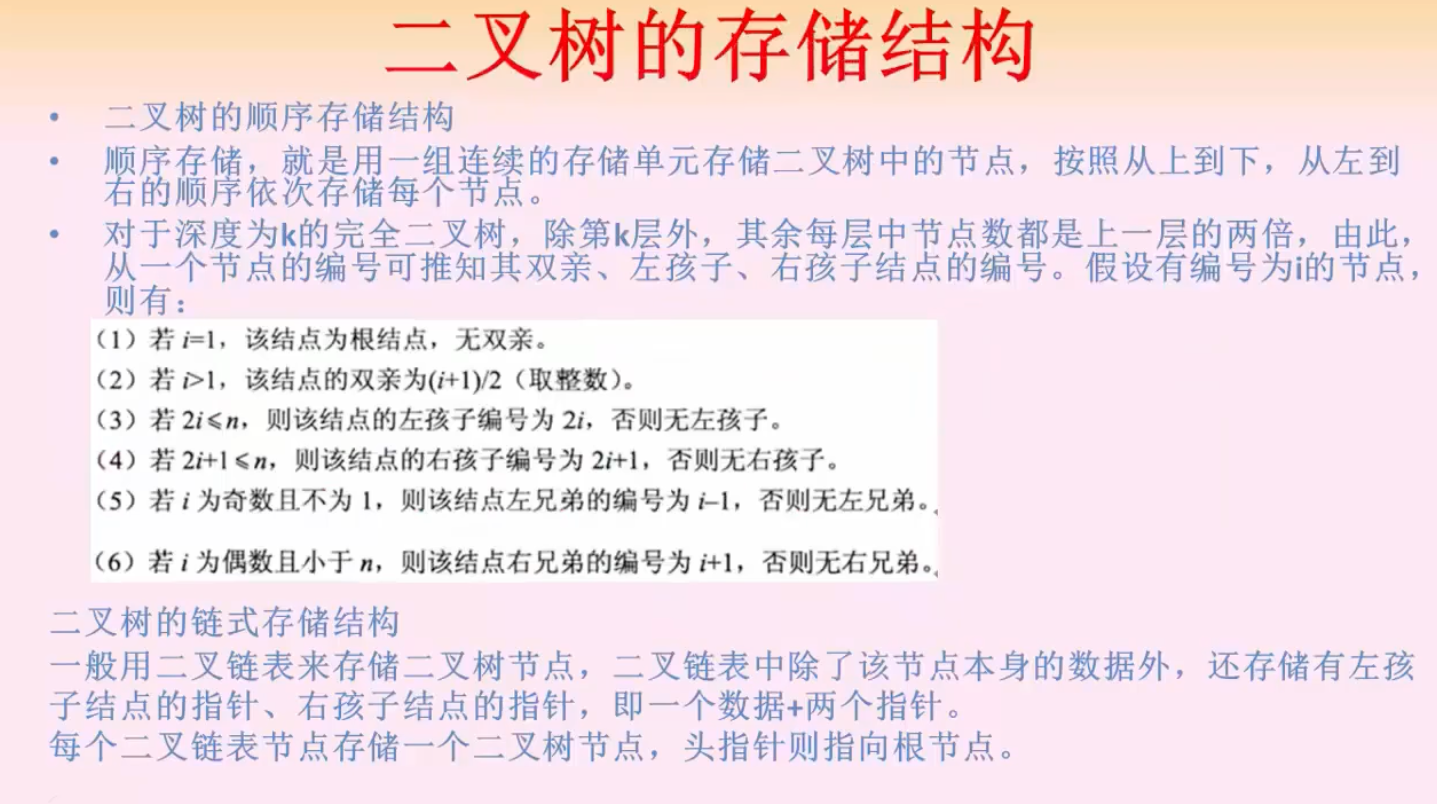 二叉树的存储结构
• 二叉树的顺序存储结构
• 顺序存储，就是用一组连续的存储单元存储二叉树中的节点，按照从上到下，从左到
右的顺序依次存储每个节点。
• 对于深度为k的完全二叉树，除第k层外，其余每层中节点数都是上一层的两倍，由此，
从一个节点的编号可推知其双亲、左孩子、右孩子结点的编号。假设有编号为i的节点，
则有：
（1）若 i=1，该结点为根结点，无双亲。
（2）若 i>1，该结点的双亲为(i+1)/2（取整数）。
（3）若 2i≤n，则该结点的左孩子编号为 2i，否则无左孩子。
（4）若 2i+1≤n，则该结点的右孩子编号为 2i+1，否则无右孩子。
（5）若 i 为奇数且不为 1，则该结点左兄弟的编号为 i–1，否则无左兄弟。
（6）若 i 为偶数且小于 n，则该结点右兄弟的编号为 i+1，否则无右兄弟。
二叉树的链式存储结构
一般用二叉链表来存储二叉树节点，二叉链表中除了该节点本身的数据外，还存储有左孩
子结点的指针、右孩子结点的指针，即一个数据+两个指针。
每个二叉链表节点存储一个二叉树节点，头指针则指向根节点。